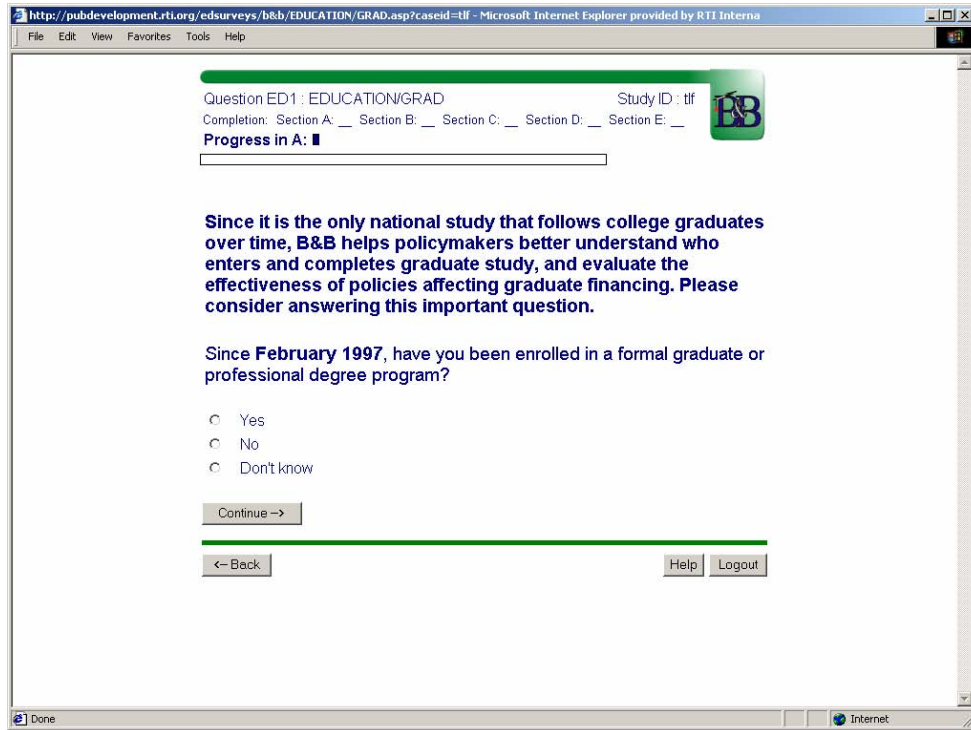 http://pubdevelopment.rti.org/edsurveys/b&b/EDUCATION/GRAD.asp?caseid=tlf - Microsoft Internet Explorer provided by RTI Interna
File Edit View Favorites Tools Help
Question ED1 : EDUCATION/GRAD Study ID : tlf
B&B
Completion: Section A: __ Section B: __ Section C: __ Section D: __ Section E: __
Progress in A:
Since it is the only national study that follows college graduates
over time, B&B helps policymakers better understand who
enters and completes graduate study, and evaluate the
effectiveness of policies affecting graduate financing. Please
consider answering this important question.
Since February 1997, have you been enrolled in a formal graduate or
professional degree program?
Yes
No
Don't know
Continue -->
<-- Back Help Logout
Done Internet